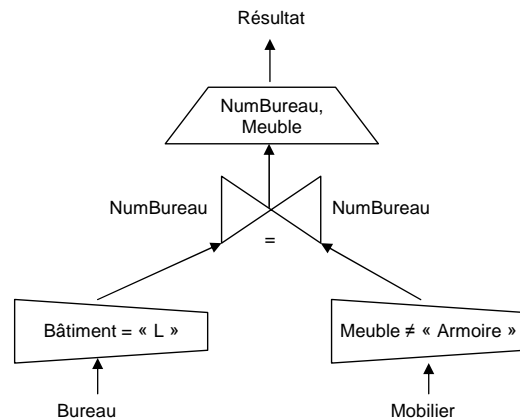 Résultat
NumBureau,
Meuble
NumBureau
NumBureau
=
Bâtiment = « L »
Meuble ≠ « Armoire »
Bureau
Mobilier